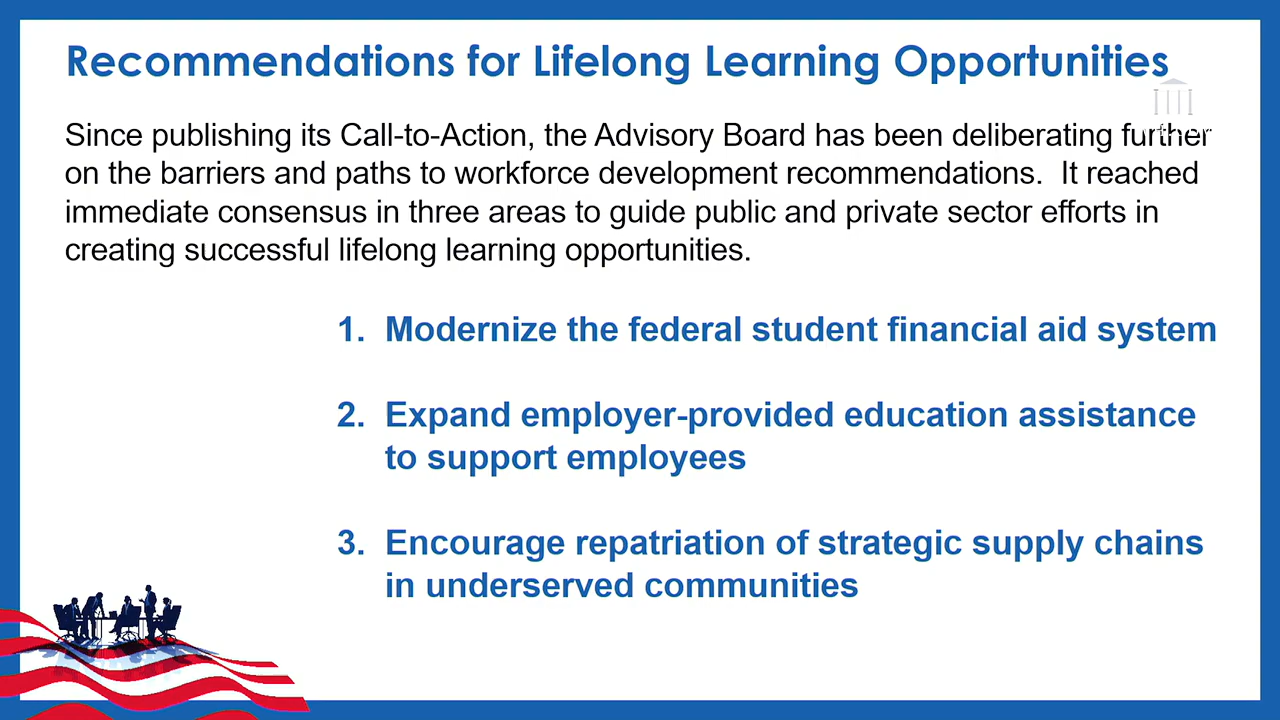 Recommendations for Lifelong Learning Opportunities
Since publishing its Call-to-Action, the Advisory Board has been deliberating further
on the barriers and paths to workforce development recommendations.  It reached
immediate consensus in three areas to guide public and private sector efforts in
creating successful lifelong learning opportunities.
1. Modernize the federal student financial aid system
2. Expand employer-provided education assistance
to support employees
3. Encourage repatriation of strategic supply chains
in underserved communities